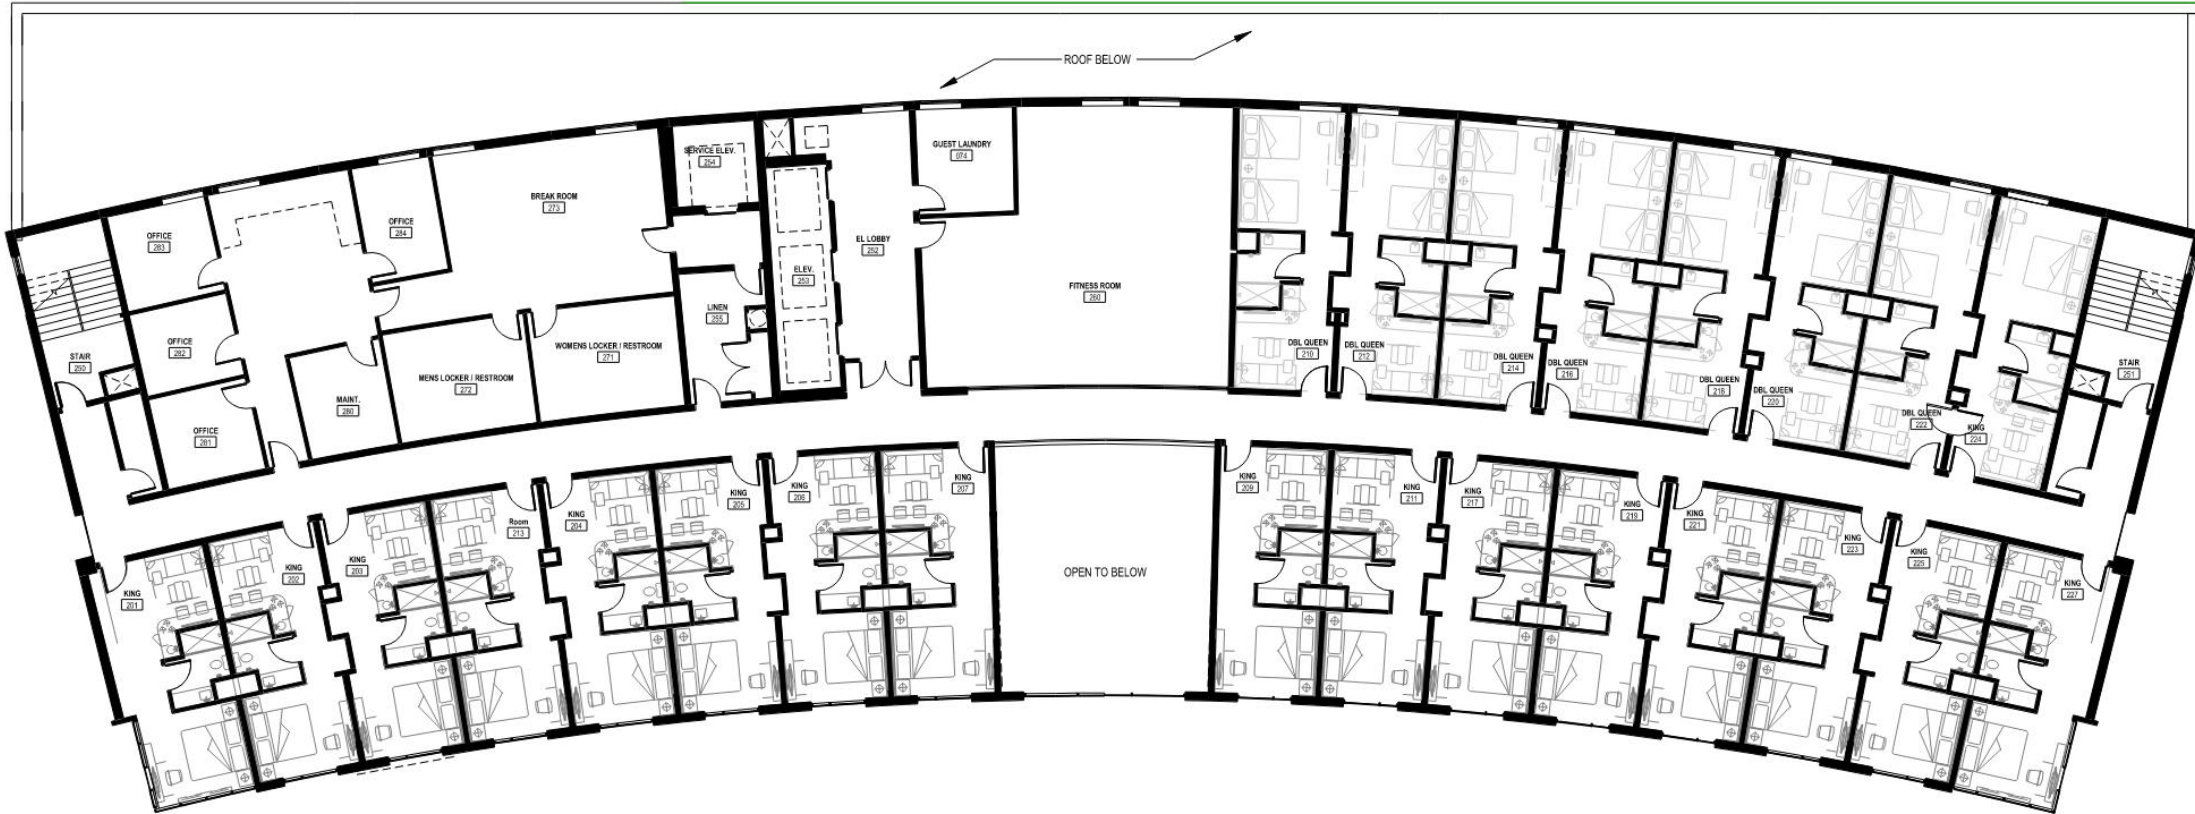 ROOF BELOW
SERVICE ELEV.
254
GUEST LAUNDRY
074
BREAK ROOM
273
OFFICE
284
OFFICE
283
EL LOBBY
252
ELEV.
253
FITNESS ROOM
260
LINEN
255
OFFICE
282
STAIR
250
WOMENS LOCKER / RESTROOM
271
MENS LOCKER / RESTROOM
272
MAINT.
280
OFFICE
281
DBL QUEEN
210
DBL QUEEN
212
DBL QUEEN
214
DBL QUEEN
216
DBL QUEEN
218
DBL QUEEN
220
DBL QUEEN
222
KING
224
STAIR
251
KING
201
KING
202
KING
203
Room
213
KING
204
KING
205
KING
206
KING
207
OPEN TO BELOW
KING
209
KING
211
KING
217
KING
219
KING
221
KING
223
KING
225
KING
227